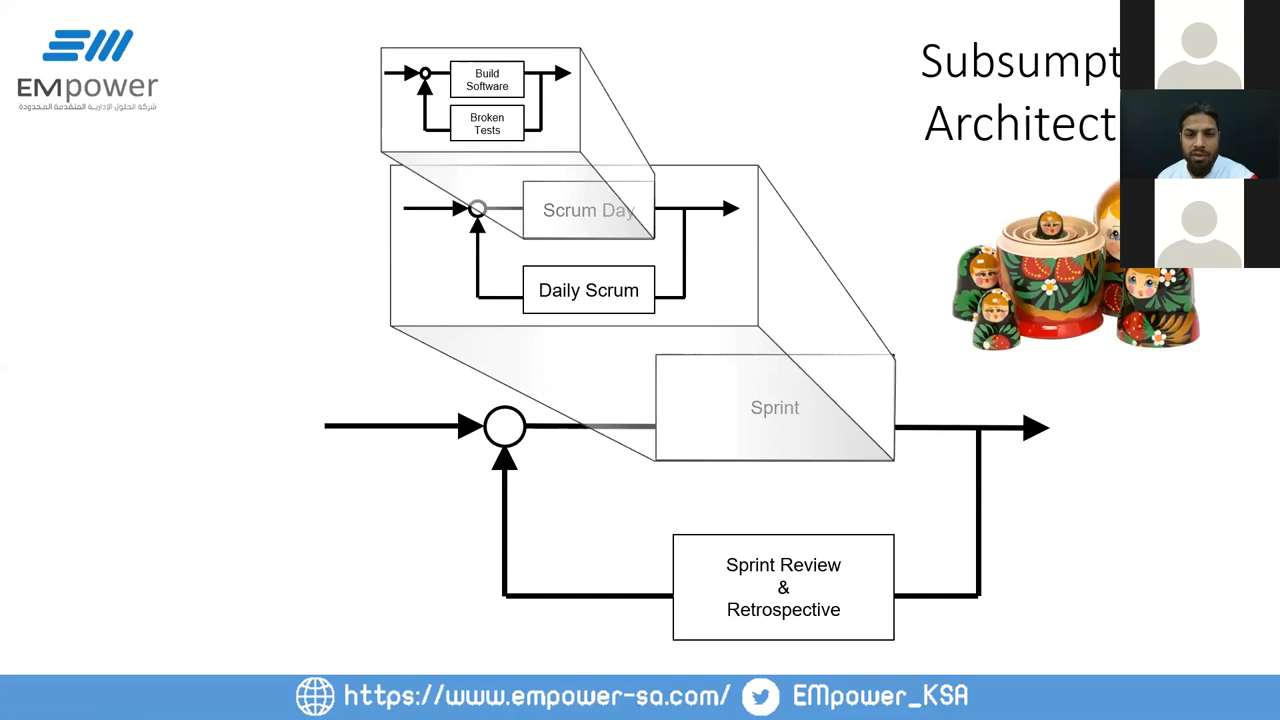 EMpower
شركة الحلول الإدارية المتقدمة المحدودة
Subsumpt
Architect
Build
Software
Broken
Tests
Scrum Day
Daily Scrum
Sprint
Sprint Review
&
Retrospective
https://www.empower-sa.com/
EMpower_KSA